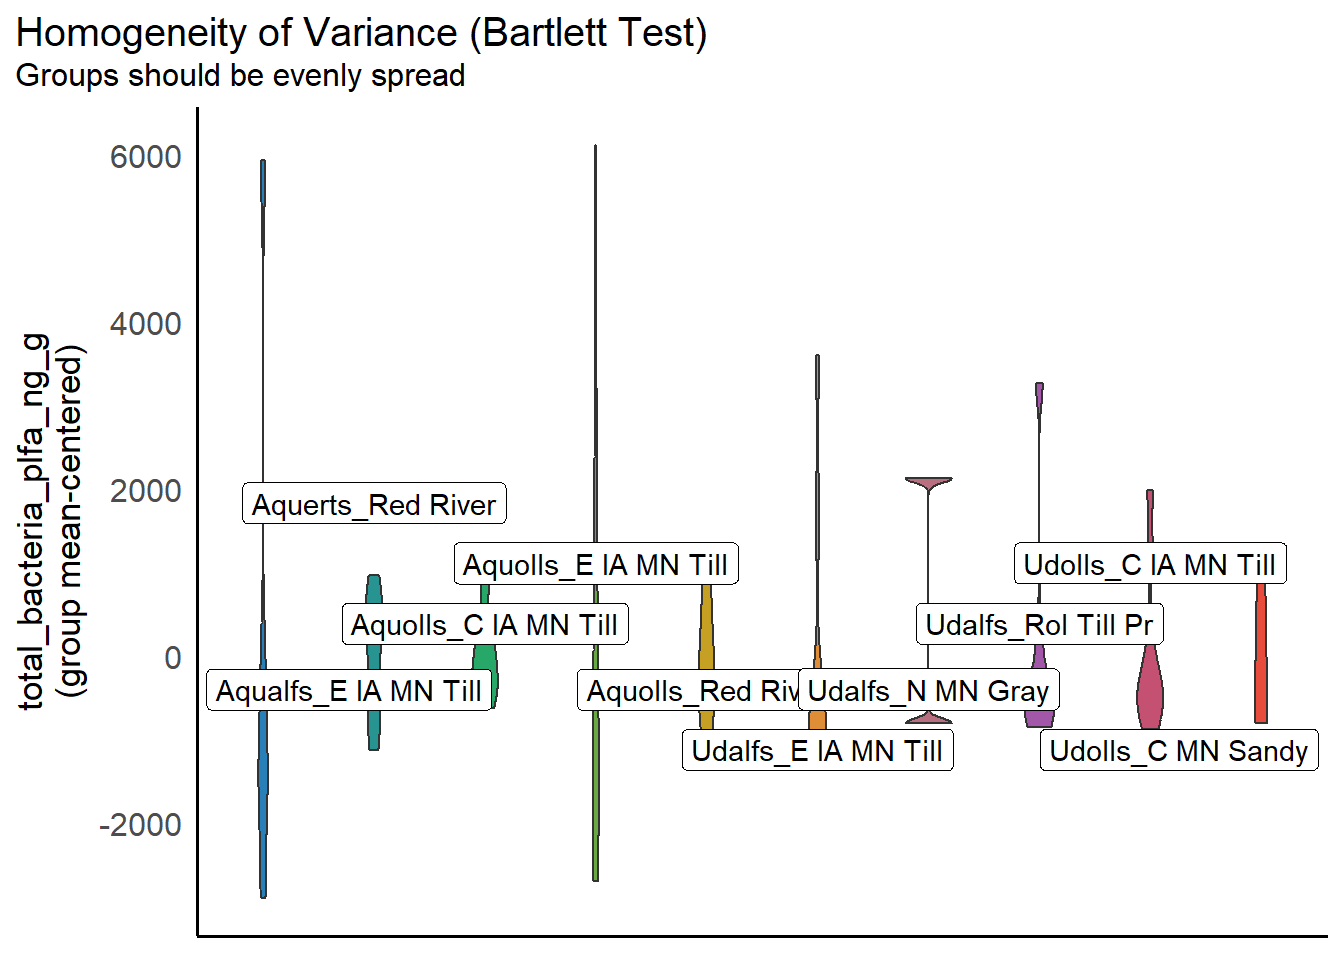 Homogeneity of Variance (Bartlett Test)
Groups should be evenly spread
total_bacteria_plfa_ng_g
(group mean-centered)
6000
4000
2000
0
-2000
Aquerts_Red River
Aquolls_E IA MN Till
Udolls_C IA MN Till
Aquolls_C IA MN Till
Udalfs_Rol Till Pr
Aqualfs_E IA MN Till
Aquolls_Red Riv
Udalfs_N MN Gray
Udalfs_E IA MN Till
Udolls_C MN Sandy